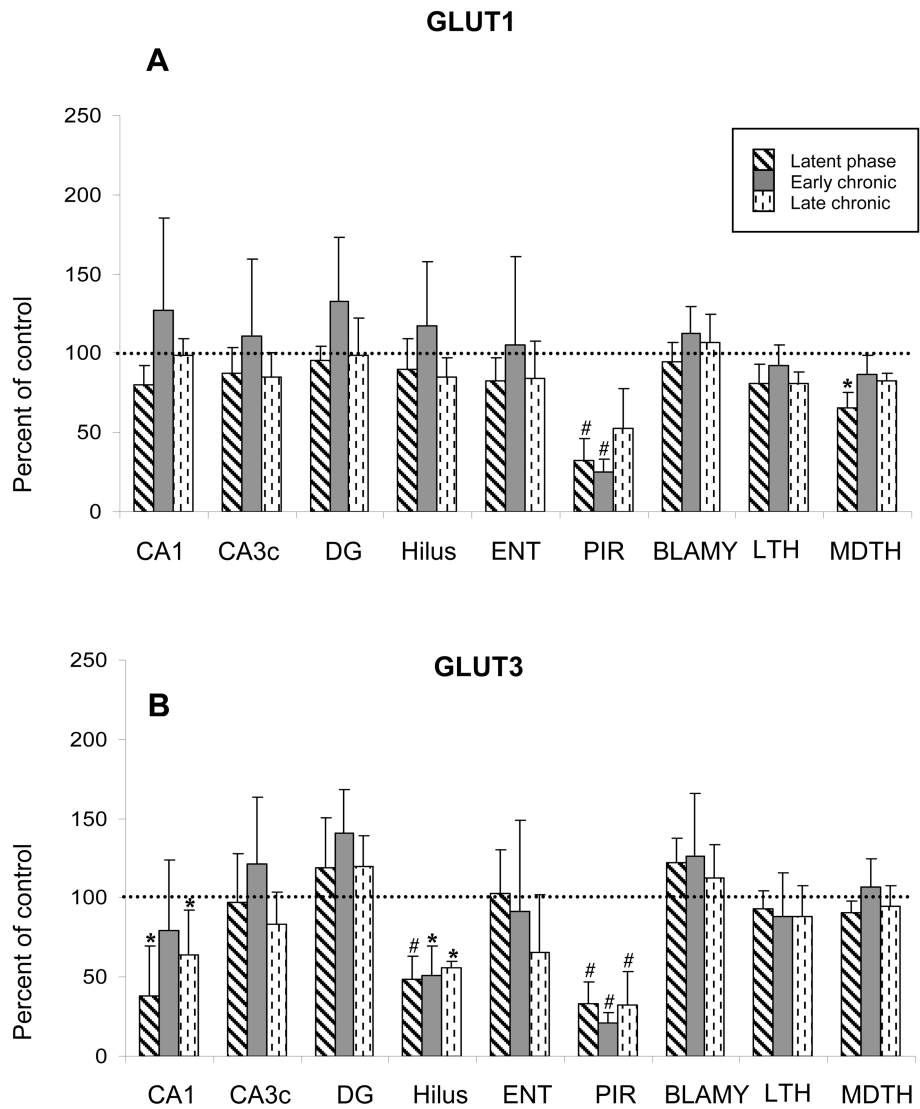 GLUT1
A
250
200
150
100
50
0
Percent of control
Latent phase
Early chronic
Late chronic
*
# #
CA1 CA3c DG Hilus ENT PIR BLAMY LTH MDTH
GLUT3
B
250
200
150
100
50
0
Percent of control
* *
# * *
# # #
CA1 CA3c DG Hilus ENT PIR BLAMY LTH MDTH